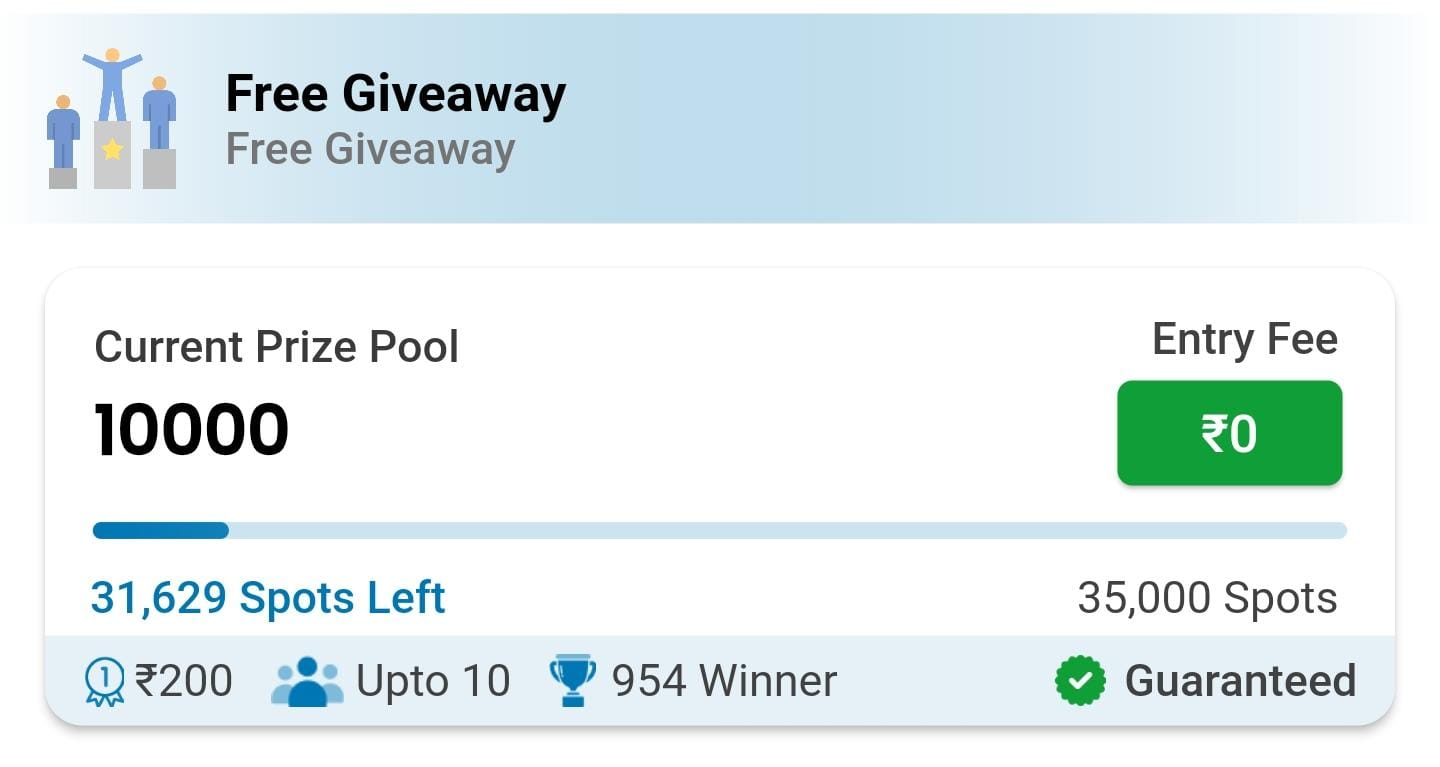 Free Giveaway
Free Giveaway
Current Prize Pool
Entry Fee
10000
₹0
31,629 Spots Left
35,000 Spots
1 ₹200 Upto 10 954 Winner Guaranteed